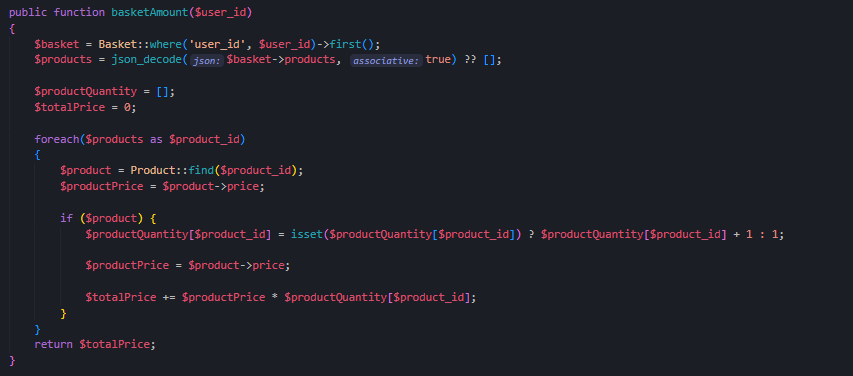 public function basketAmount($user_id)
{
$basket = Basket::where('user_id', $user_id)->first();
$products = json_decode( json: $basket->products, associative: true) ?? [];
$productQuantity = [];
$totalPrice = 0;
foreach($products as $product_id)
{
$product = Product::find($product_id);
$productPrice = $product->price;
if ($product) {
$productQuantity[$product_id] = isset($productQuantity[$product_id]) ? $productQuantity[$product_id] + 1 : 1;
$productPrice = $product->price;
$totalPrice += $productPrice * $productQuantity[$product_id];
}
}
return $totalPrice;
}